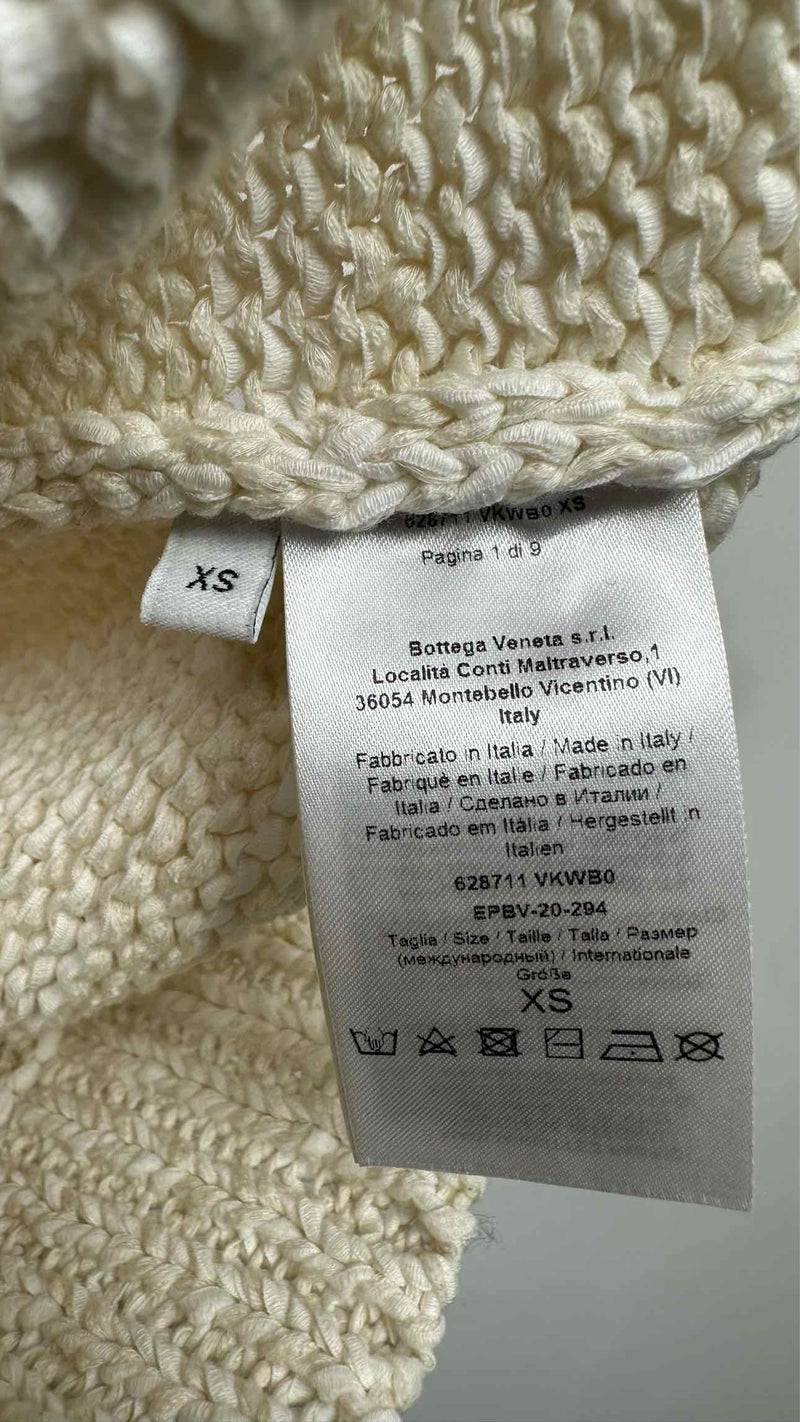 XS
628711 VKWB0 XS
Pagina 1 di 9
Bottega Veneta s.r.l.
Località Conti Maltraverso,1
36054 Montebello Vicentino (VI)
Italy
Fabbricato in Italia / Made in Italy /
Fabriqué en Italie / Fabricado en
Italia / Сделано в Италии /
Fabricado em Itália / Hergestellt in
Italien
628711 VKWB0
EPBV-20-294
Taglia / Size / Taille / Talla / Размер
(международный) / Internationale
Größe
XS